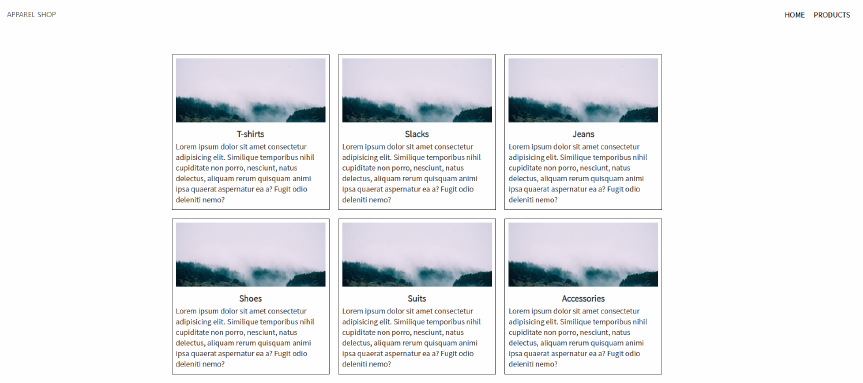 APPAREL SHOP
HOME PRODUCTS
T-shirts
Lorem ipsum dolor sit amet consectetur
adipisicing elit. Similique temporibus nihil
cupiditate non porro, nesciunt, natus
delectus, aliquam rerum quisquam animi
ipsa quaerat aspernatur ea a? Fugit odio
deleniti nemo?
Slacks
Lorem ipsum dolor sit amet consectetur
adipisicing elit. Similique temporibus nihil
cupiditate non porro, nesciunt, natus
delectus, aliquam rerum quisquam animi
ipsa quaerat aspernatur ea a? Fugit odio
deleniti nemo?
Jeans
Lorem ipsum dolor sit amet consectetur
adipisicing elit. Similique temporibus nihil
cupiditate non porro, nesciunt, natus
delectus, aliquam rerum quisquam animi
ipsa quaerat aspernatur ea a? Fugit odio
deleniti nemo?
Shoes
Lorem ipsum dolor sit amet consectetur
adipisicing elit. Similique temporibus nihil
cupiditate non porro, nesciunt, natus
delectus, aliquam rerum quisquam animi
ipsa quaerat aspernatur ea a? Fugit odio
deleniti nemo?
Suits
Lorem ipsum dolor sit amet consectetur
adipisicing elit. Similique temporibus nihil
cupiditate non porro, nesciunt, natus
delectus, aliquam rerum quisquam animi
ipsa quaerat aspernatur ea a? Fugit odio
deleniti nemo?
Accessories
Lorem ipsum dolor sit amet consectetur
adipisicing elit. Similique temporibus nihil
cupiditate non porro, nesciunt, natus
delectus, aliquam rerum quisquam animi
ipsa quaerat aspernatur ea a? Fugit odio
deleniti nemo?